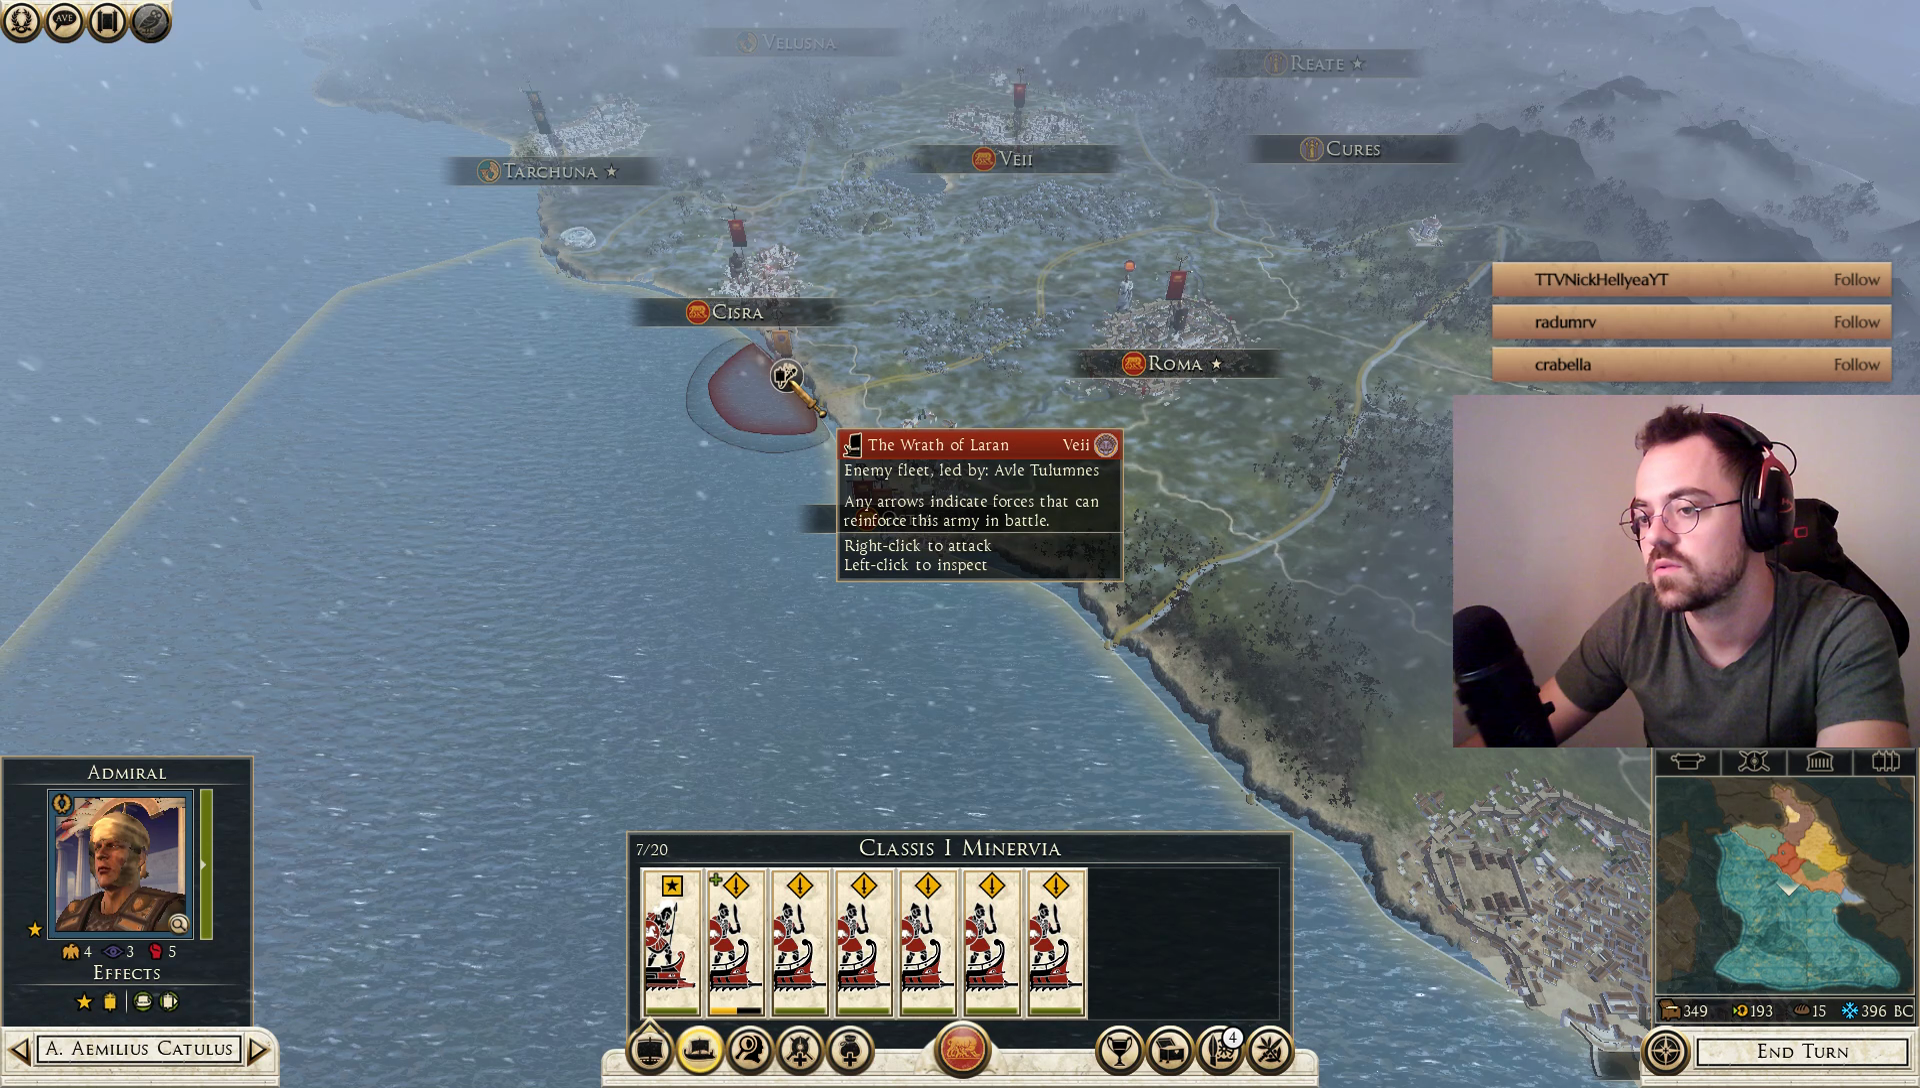 AVE
VELUSNA
REATE
TARCHUNA
VEII
CURES
CISRA
ROMA
TTVNickHellyeaYT Follow
radumrv Follow
crabella Follow
The Wrath of Laran Veii
Enemy fleet, led by: Avle Tulumnes
Any arrows indicate forces that can
reinforce this army in battle.
Right-click to attack
Left-click to inspect
ADMIRAL
4 3 5
EFFECTS
A. AEMILIUS CATULUS
7/20 CLASSIS I MINERVIA
4
349 193 15 396 BC
END TURN